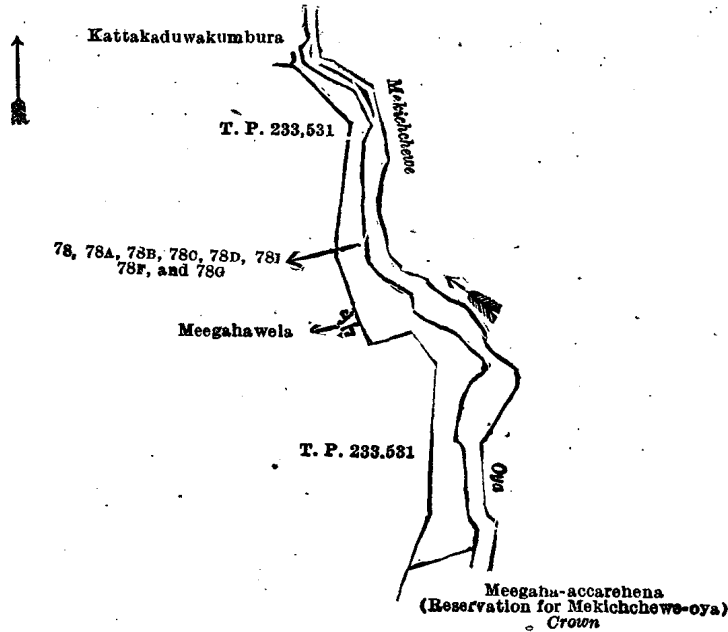 Kattakaduwakumbura
Mekichchewe
T. P. 233,531
78, 78A, 78B, 78C, 78D, 78I
78F, and 78G
Meegahawela
T. P. 233.531
Oya
Meegaha-accarehena
(Reservation for Mekichchewe-oya)
Crown